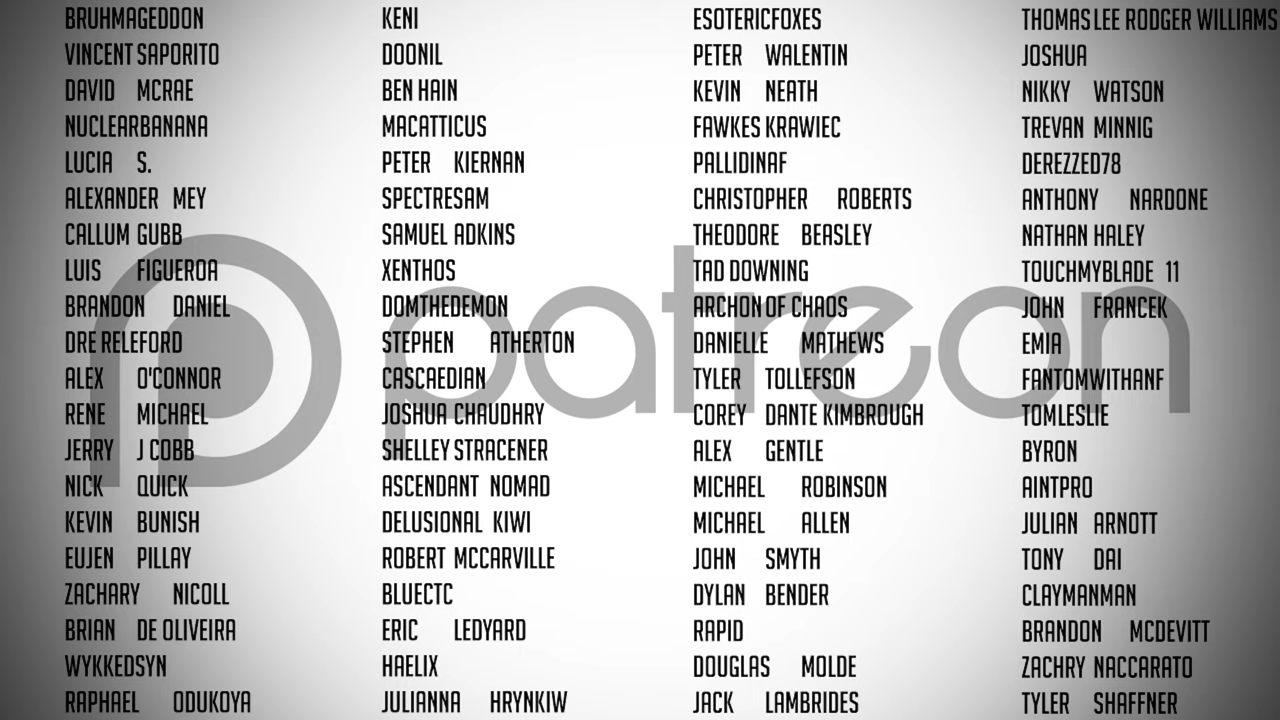 BRUHMAGEDDON
VINCENT SAPORITO
DAVID MCRAE
NUCLEARBANANA
LUCIA S.
ALEXANDER MEY
CALLUM GUBB
LUIS FIGUEROA
BRANDON DANIEL
DRE RELEFORD
ALEX O'CONNOR
RENE MICHAEL
JERRY J COBB
NICK QUICK
KEVIN BUNISH
EUJEN PILLAY
ZACHARY NICOLL
BRIAN DE OLIVEIRA
WYKKEDSYN
RAPHAEL ODUKOYA
KENI
DOONIL
BEN HAIN
MACATTICUS
PETER KIERNAN
SPECTRESAM
SAMUEL ADKINS
XENTHOS
DOMTHEDEMON
STEPHEN ATHERTON
CASCAEDIAN
JOSHUA CHAUDHRY
SHELLEY STRACENER
ASCENDANT NOMAD
DELUSIONAL KIWI
ROBERT MCCARVILLE
BLUECTC
ERIC LEDYARD
HAELIX
JULIANNA HRYNKIW
ESOTERICFOXES
PETER WALENTIN
KEVIN NEATH
FAWKES KRAWIEC
PALLIDINAF
CHRISTOPHER ROBERTS
THEODORE BEASLEY
TAD DOWNING
ARCHON OF CHAOS
DANIELLE MATHEWS
TYLER TOLLEFSON
COREY DANTE KIMBROUGH
ALEX GENTLE
MICHAEL ROBINSON
MICHAEL ALLEN
JOHN SMYTH
DYLAN BENDER
RAPID
DOUGLAS MOLDE
JACK LAMBRIDES
THOMAS LEE RODGER WILLIAMS
JOSHUA
NIKKY WATSON
TREVAN MINNIG
DEREZZED78
ANTHONY NARDONE
NATHAN HALEY
TOUCHMYBLADE 11
JOHN FRANCEK
EMIA
FANTOMWITHANF
TOMLESLIE
BYRON
AINTPRO
JULIAN ARNOTT
TONY DAI
CLAYMANMAN
BRANDON MCDEVITT
ZACHRY NACCARATO
TYLER SHAFFNER
patreon